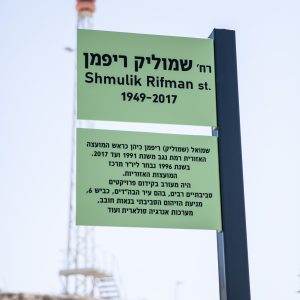 רח' שמוליק ריפמן
Shmulik Rifman st.
1949-2017
שמואל (שמוליק) ריפמן כיהן כראש המועצה
האזורית רמת נגב משנת 1991 ועד 2017.
בשנת 1996 נבחר ליו"ר מרכז
המועצות האזוריות.
היה מעורב בקידום פרויקטים
סביבתיים רבים, בהם עיר הבה"דים, כביש 6,
מניעת הזיהום הסביבתי בנאות חובב,
מערכות אנרגיה סולארית ועוד